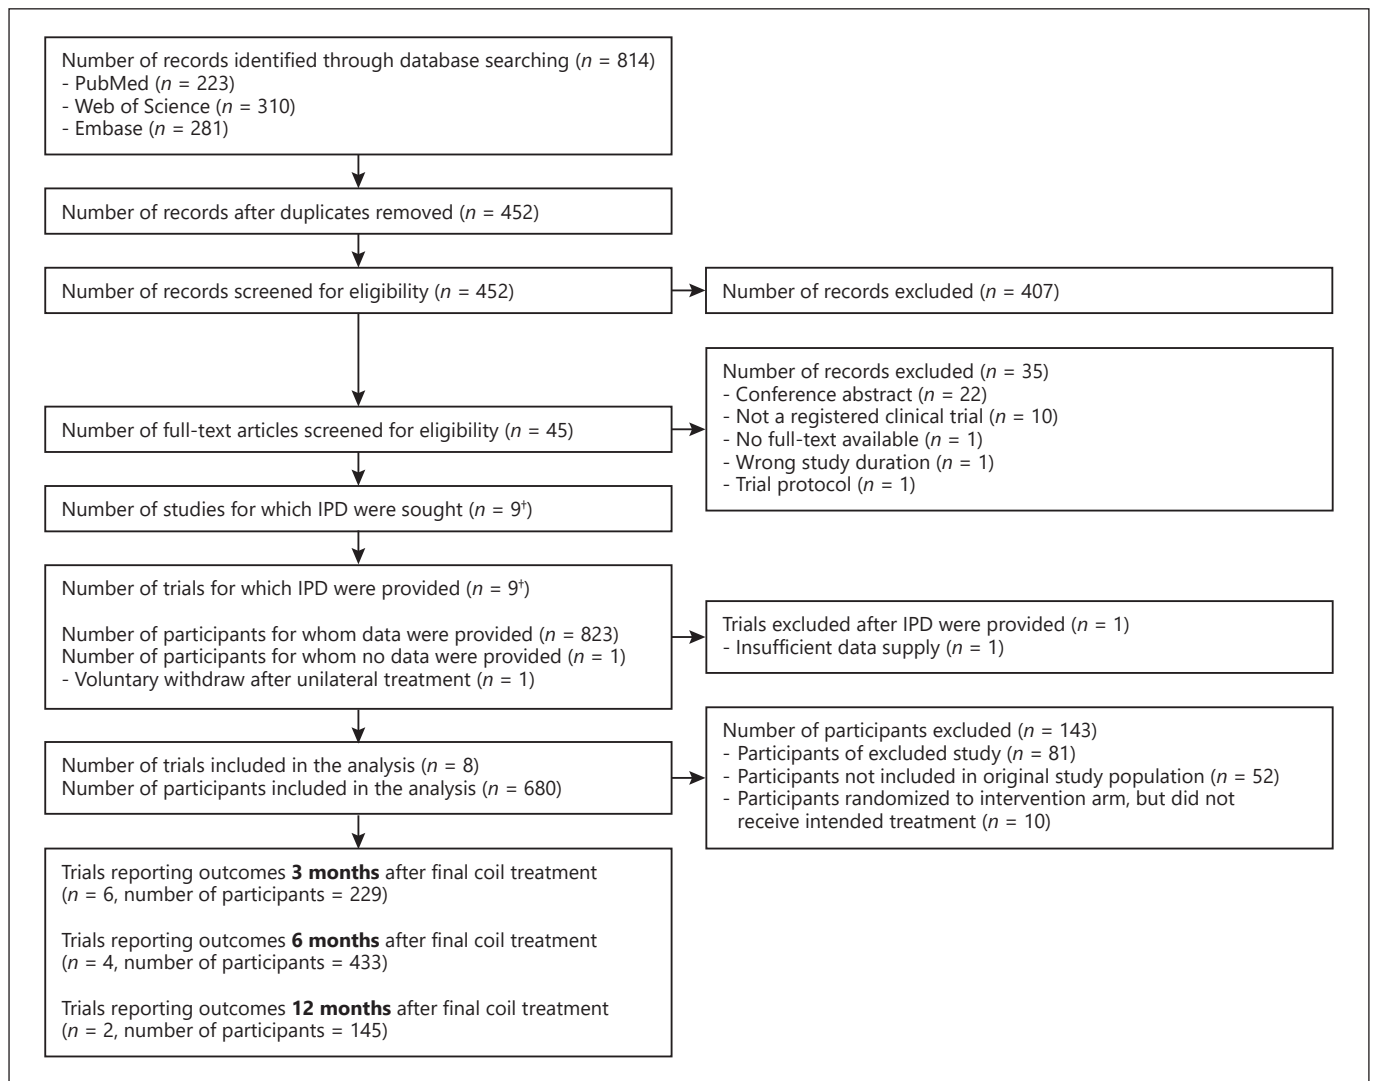 Number of records identified through database searching (n = 814)
- PubMed (n = 223)
- Web of Science (n = 310)
- Embase (n = 281)
Number of records after duplicates removed (n = 452)
Number of records screened for eligibility (n = 452)
Number of records excluded (n = 407)
Number of full-text articles screened for eligibility (n = 45)
Number of records excluded (n = 35)
- Conference abstract (n = 22)
- Not a registered clinical trial (n = 10)
- No full-text available (n = 1)
- Wrong study duration (n = 1)
- Trial protocol (n = 1)
Number of studies for which IPD were sought (n = 9†)
Number of trials for which IPD were provided (n = 9†)
Number of participants for whom data were provided (n = 823)
Number of participants for whom no data were provided (n = 1)
- Voluntary withdraw after unilateral treatment (n = 1)
Trials excluded after IPD were provided (n = 1)
- Insufficient data supply (n = 1)
Number of trials included in the analysis (n = 8)
Number of participants included in the analysis (n = 680)
Number of participants excluded (n = 143)
- Participants of excluded study (n = 81)
- Participants not included in original study population (n = 52)
- Participants randomized to intervention arm, but did not
receive intended treatment (n = 10)
Trials reporting outcomes 3 months after final coil treatment
(n = 6, number of participants = 229)
Trials reporting outcomes 6 months after final coil treatment
(n = 4, number of participants = 433)
Trials reporting outcomes 12 months after final coil treatment
(n = 2, number of participants = 145)